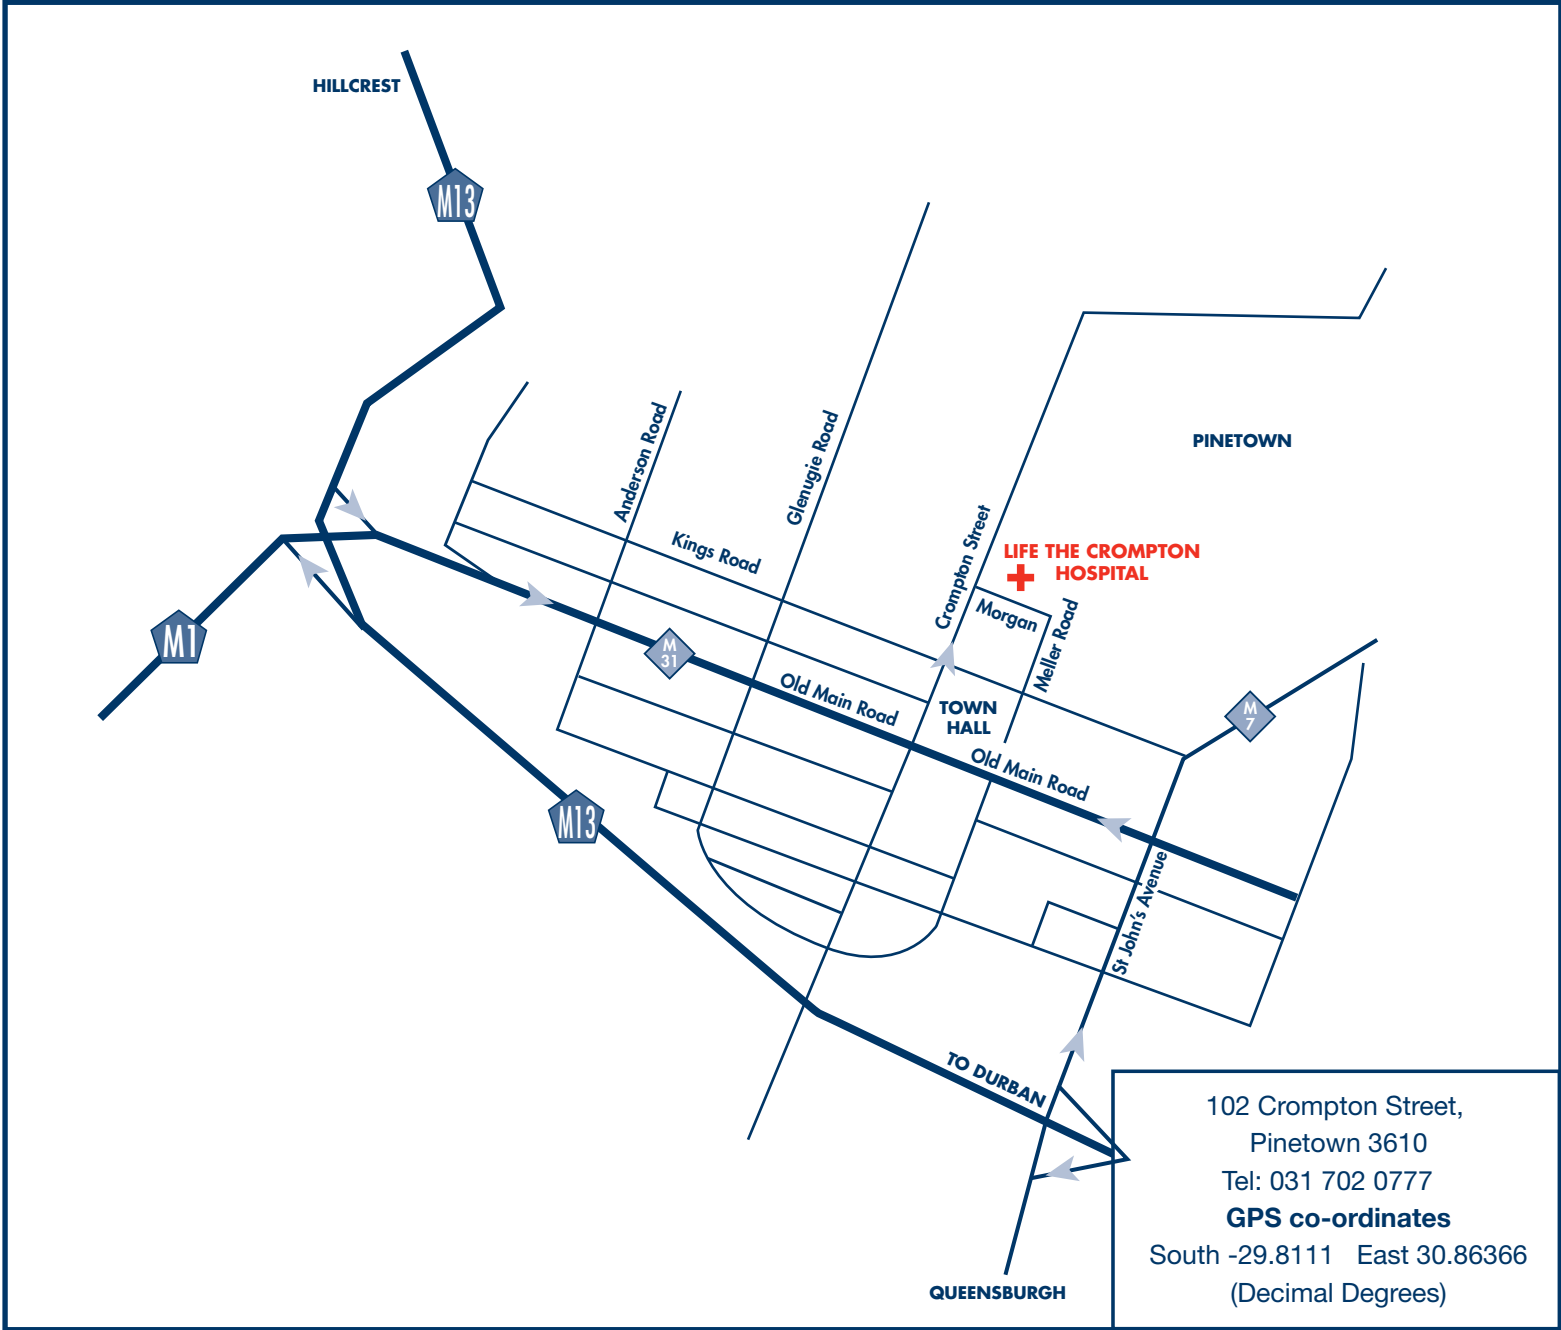 HILLCREST
M13
Anderson Road
Glenugie Road
Kings Road
Crompton Street
PINETOWN
LIFE THE CROMPTON
HOSPITAL
Morgan
Meller Road
M1
M
31
Old Main Road
TOWN
HALL
M
7
Old Main Road
M13
St John's Avenue
TO DURBAN
QUEENSBURGH
102 Crompton Street,
Pinetown 3610
Tel: 031 702 0777
GPS co-ordinates
South -29.8111 East 30.86366
(Decimal Degrees)